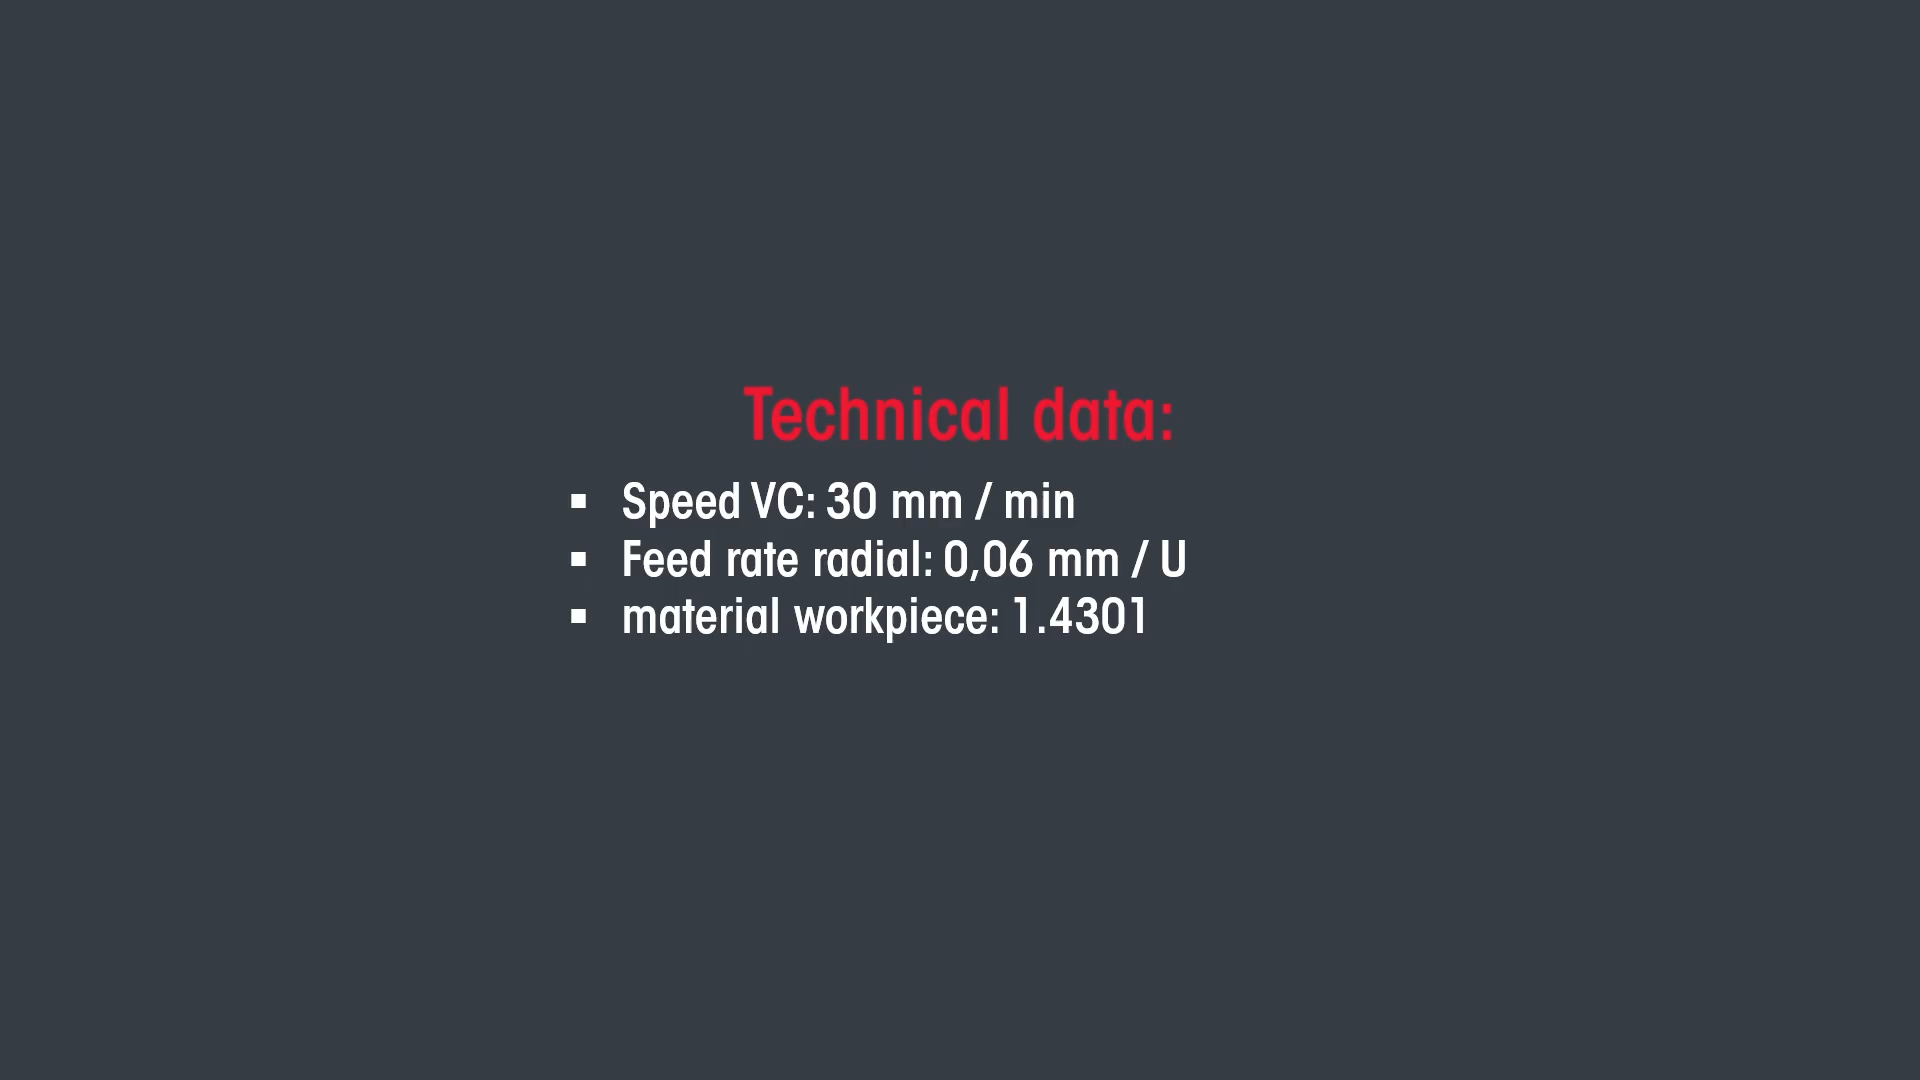 Technical data:
▪ Speed VC: 30 mm / min
▪ Feed rate radial: 0,06 mm / U
▪ material workpiece: 1.4301